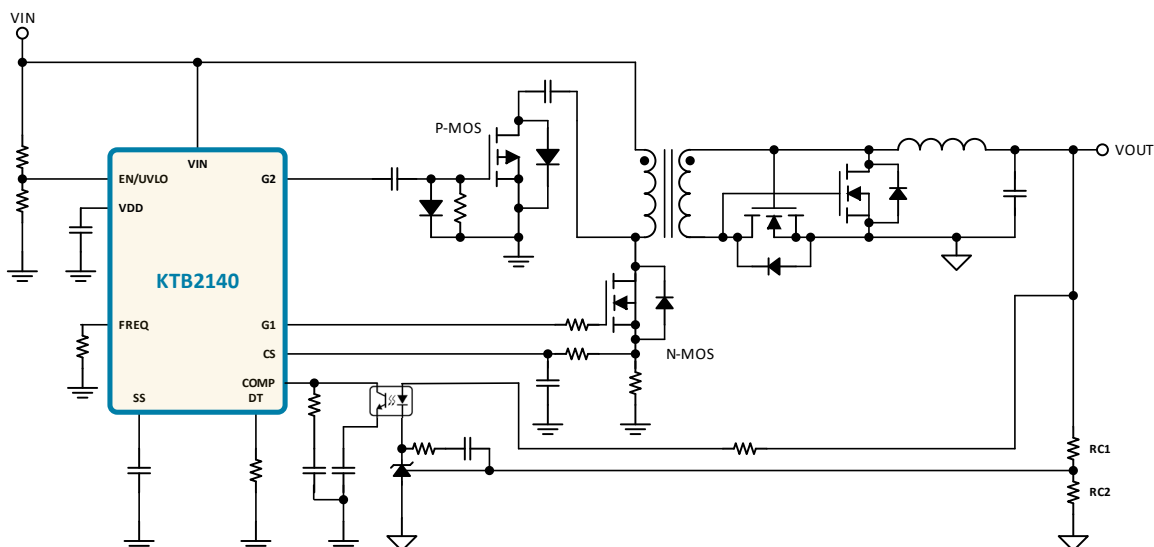 VIN
P-MOS
VOUT
VIN
EN/UVLO
G2
VDD
KTB2140
FREQ
G1
CS
N-MOS
COMP
SS
DT
RC1
RC2